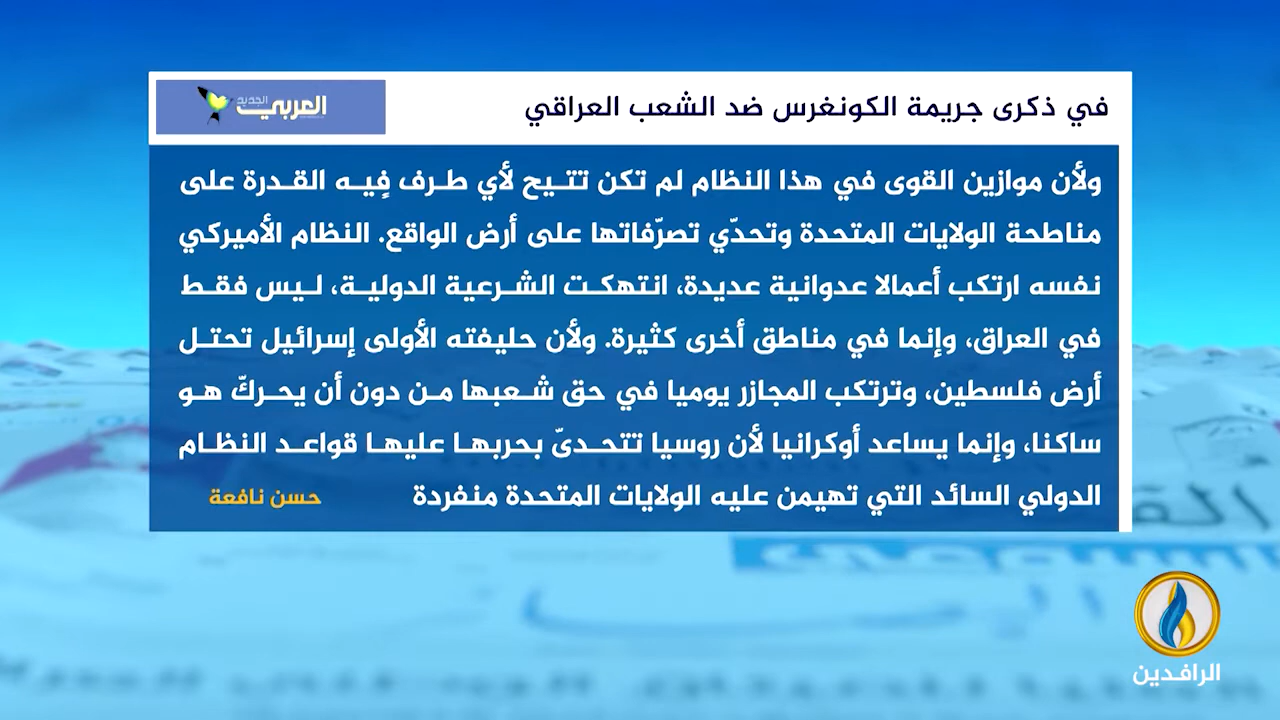 في ذكرى جريمة الكونغرس ضد الشعب العراقي
العربي الجديد
ولأن موازين القوى في هذا النظام لم تكن تتيح لأي طرف فٍيه القدرة على
مناطحة الولايات المتحدة وتحدّي تصرّفاتها على أرض الواقع. النظام الأميركي
نفسه ارتكب أعمالا عدوانية عديدة، انتهكت الشرعية الدولية، ليس فقط
في العراق، وإنما في مناطق أخرى كثيرة. ولأن حليفته الأولى إسرائيل تحتل
أرض فلسطين، وترتكب المجازر يوميا في حق شعبها من دون أن يحركّ هو
ساكنا، وإنما يساعد أوكرانيا لأن روسيا تتحدىّ بحربها عليها قواعد النظام
الدولي السائد التي تهيمن عليه الولايات المتحدة منفردة
حسن نافعة
الرافدين